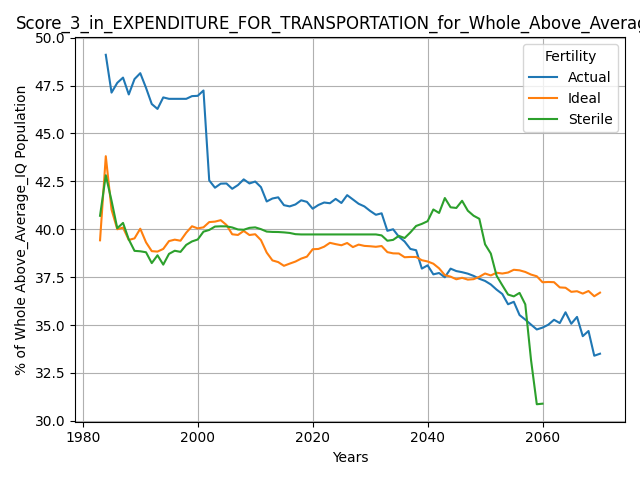 Score_3_in_EXPENDITURE_FOR_TRANSPORTATION_for_Whole_Above_Averag
50.0
47.5
45.0
42.5
40.0
37.5
35.0
32.5
30.0
% of Whole Above_Average_IQ Population
Fertility
Actual
Ideal
Sterile
1980
2000
2020
2040
2060
Years